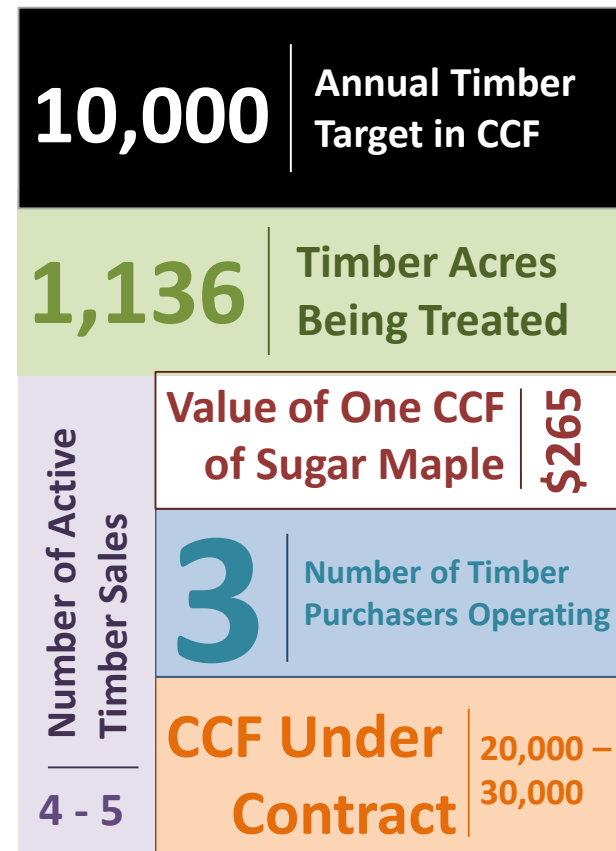 10,000
Annual Timber
Target in CCF
1,136
Timber Acres
Being Treated
Number of Active
Timber Sales
4 - 5
Value of One CCF
of Sugar Maple
$265
3
Number of Timber
Purchasers Operating
CCF Under
Contract
20,000 –
30,000